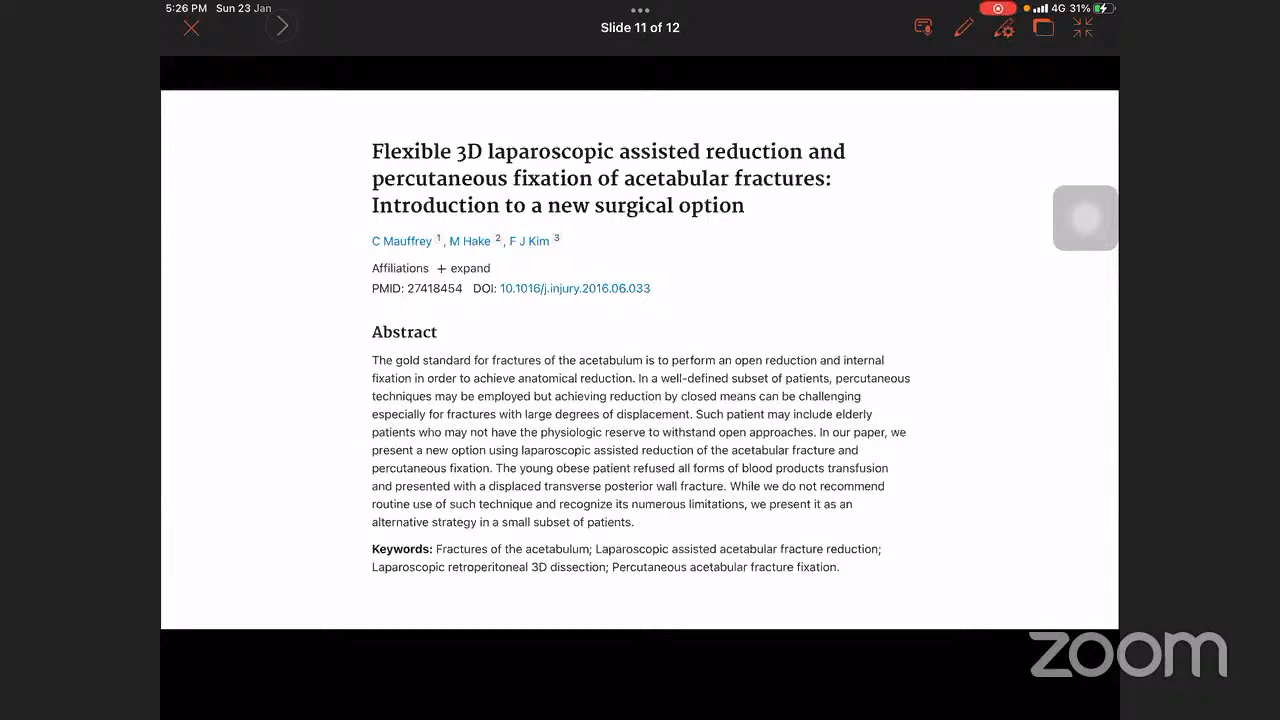 5:26 PM Sun 23 Jan
4G 31%
Slide 11 of 12
Flexible 3D laparoscopic assisted reduction and
percutaneous fixation of acetabular fractures:
Introduction to a new surgical option
C Mauffrey 1, M Hake 2, F J Kim 3
Affiliations + expand
PMID: 27418454 DOI: 10.1016/j.injury.2016.06.033
Abstract
The gold standard for fractures of the acetabulum is to perform an open reduction and internal
fixation in order to achieve anatomical reduction. In a well-defined subset of patients, percutaneous
techniques may be employed but achieving reduction by closed means can be challenging
especially for fractures with large degrees of displacement. Such patient may include elderly
patients who may not have the physiologic reserve to withstand open approaches. In our paper, we
present a new option using laparoscopic assisted reduction of the acetabular fracture and
percutaneous fixation. The young obese patient refused all forms of blood products transfusion
and presented with a displaced transverse posterior wall fracture. While we do not recommend
routine use of such technique and recognize its numerous limitations, we present it as an
alternative strategy in a small subset of patients.
Keywords: Fractures of the acetabulum; Laparoscopic assisted acetabular fracture reduction;
Laparoscopic retroperitoneal 3D dissection; Percutaneous acetabular fracture fixation.
zoom